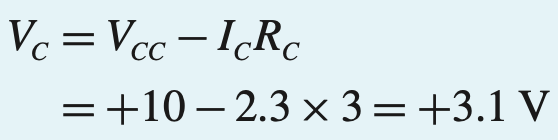 V_C = V_CC − I_C R_C
= +10 − 2.3 × 3 = +3.1 V